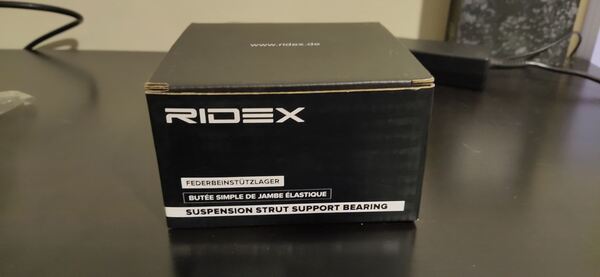 www.ridex.de
RIDEX
FEDERBEINSTÜTZLAGER
BUTÉE SIMPLE DE JAMBE ÉLASTIQUE
SUSPENSION STRUT SUPPORT BEARING